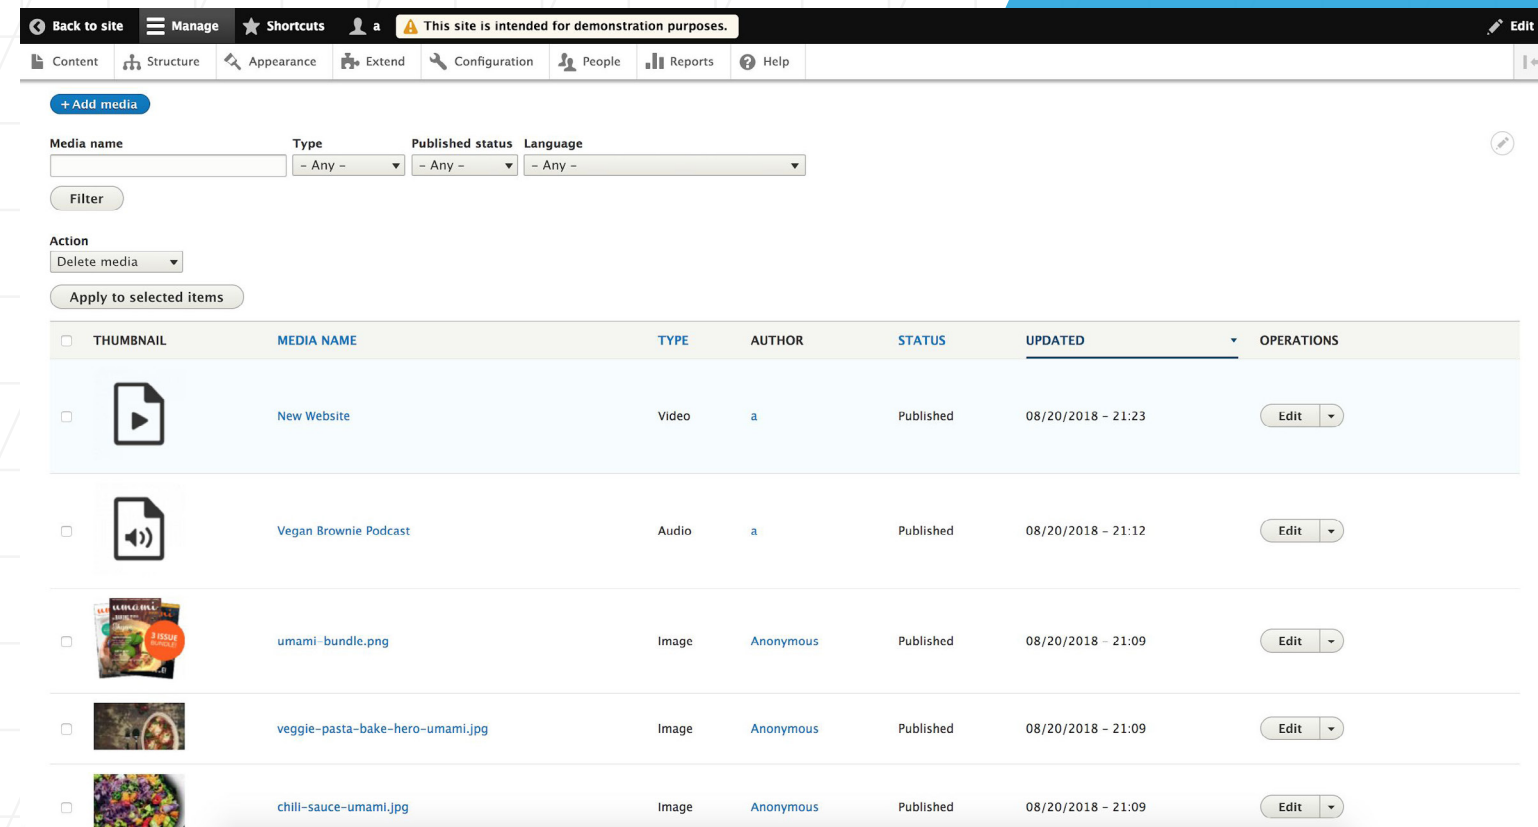 Back to site Manage Shortcuts a This site is intended for demonstration purposes. Edit
Content Structure Appearance Extend Configuration People Reports Help
+ Add media
Media name Type Published status Language
- Any - - Any - - Any -
Filter
Action
Delete media
Apply to selected items
THUMBNAIL MEDIA NAME TYPE AUTHOR STATUS UPDATED OPERATIONS
New Website Video a Published 08/20/2018 - 21:23 Edit
Vegan Brownie Podcast Audio a Published 08/20/2018 - 21:12 Edit
umami
3 ISSUE
BUNDLE!
umami-bundle.png Image Anonymous Published 08/20/2018 - 21:09 Edit
veggie-pasta-bake-hero-umami.jpg Image Anonymous Published 08/20/2018 - 21:09 Edit
chili-sauce-umami.jpg Image Anonymous Published 08/20/2018 - 21:09 Edit